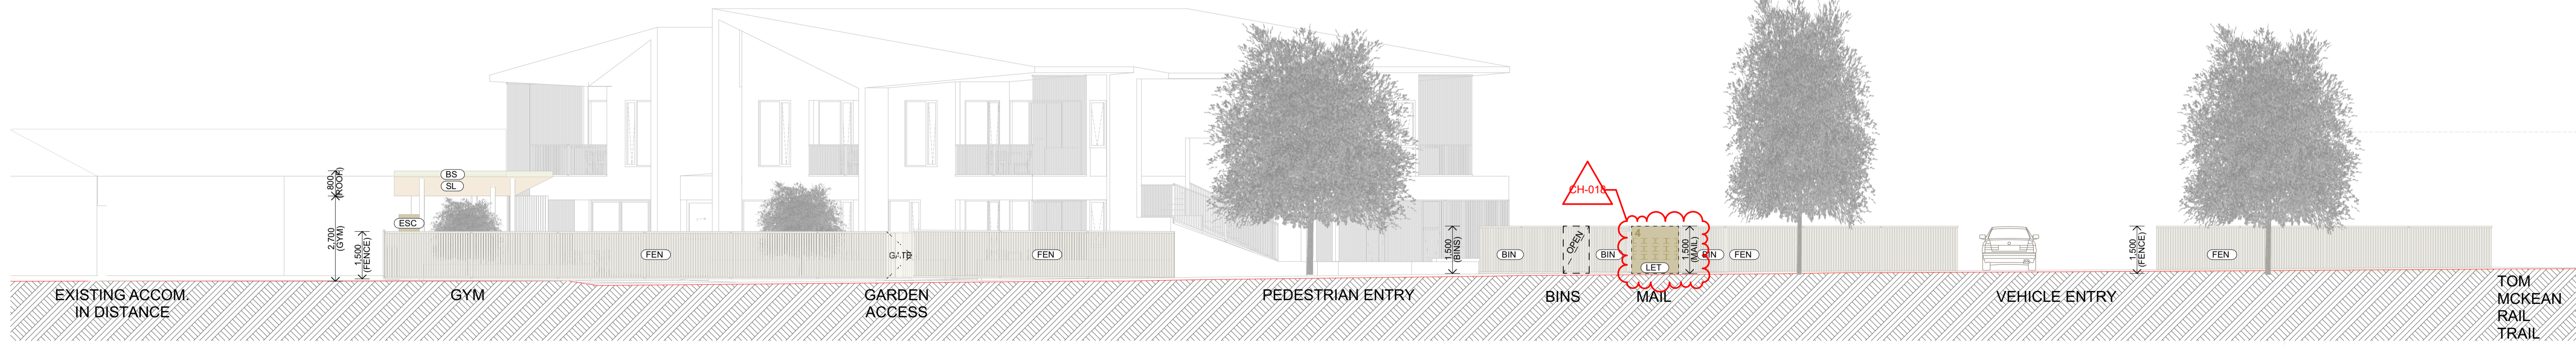 CH-018
BS
SL
800
(ROOF)
ESC
2,700
(GYM)
1,500
(FENCE)
FEN
GATE
FEN
1,500
(BINS)
BIN
OPEN
BIN
4
LET
1,500
(MAIL)
BIN
FEN
1,500
(FENCE)
FEN
EXISTING ACCOM.
IN DISTANCE
GYM
GARDEN
ACCESS
PEDESTRIAN ENTRY
BINS
MAIL
VEHICLE ENTRY
TOM
MCKEAN
RAIL
TRAIL